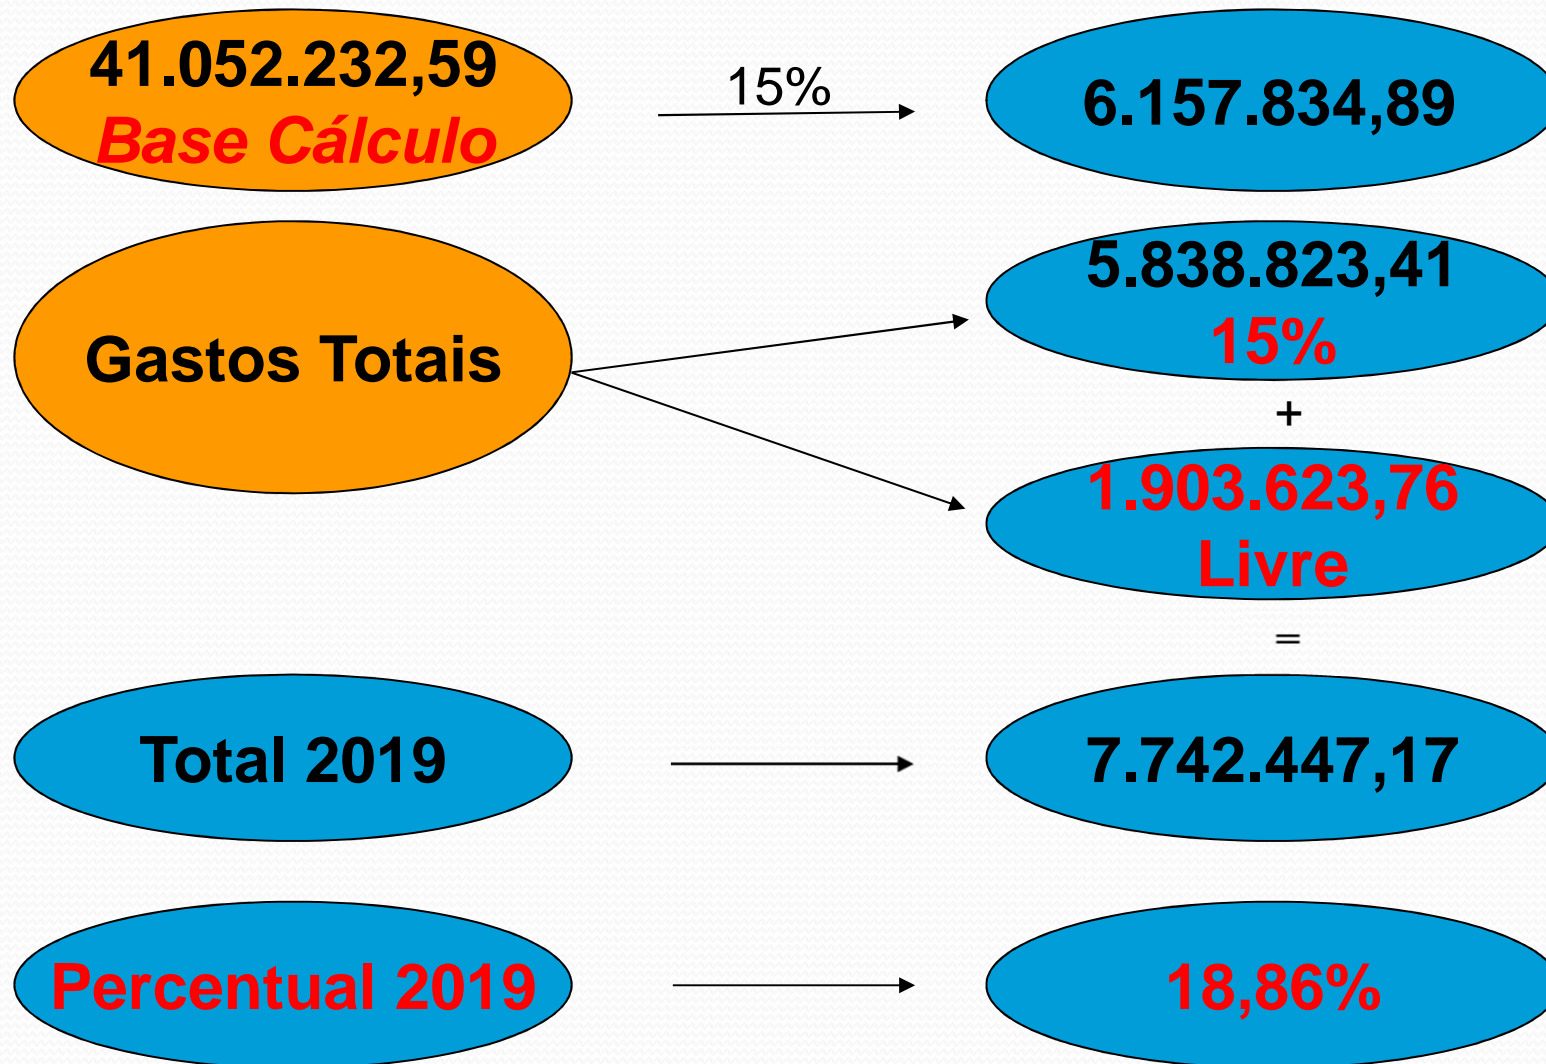 41.052.232,59
Base Cálculo
15%
6.157.834,89
Gastos Totais
5.838.823,41
15%
+
1.903.623,76
Livre
=
Total 2019
7.742.447,17
Percentual 2019
18,86%